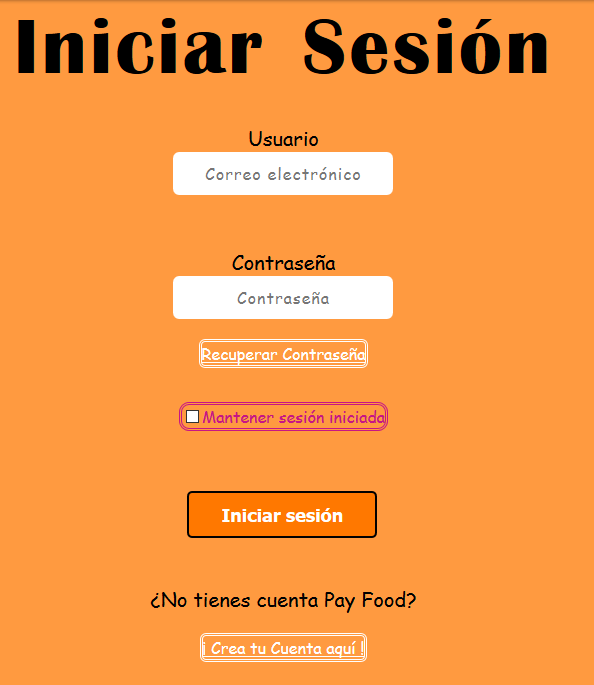 Iniciar Sesión
Usuario
Correo electrónico
Contraseña
Contraseña
Recuperar Contraseña
Mantener sesión iniciada
Iniciar sesión
¿No tienes cuenta Pay Food?
¡ Crea tu Cuenta aquí !